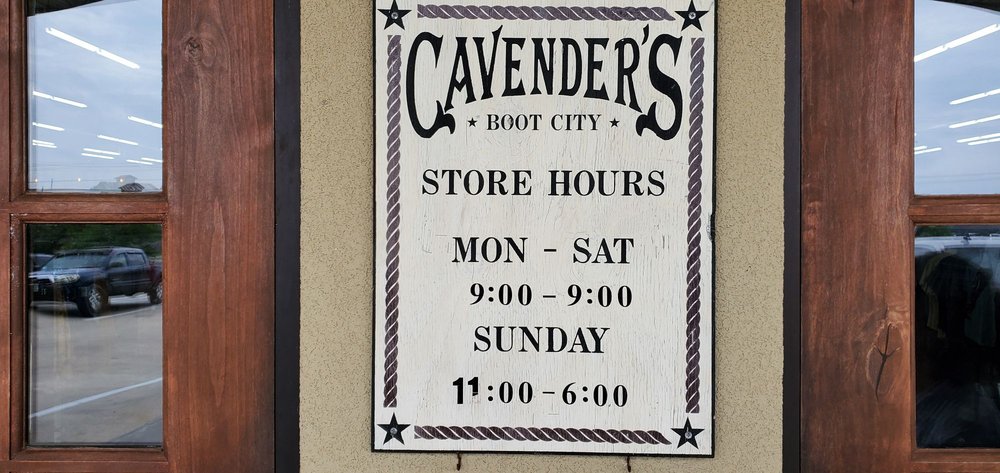 CAVENDER'S
★ BOOT CITY ★
STORE HOURS
MON - SAT
9:00 - 9:00
SUNDAY
11:00 - 6:00